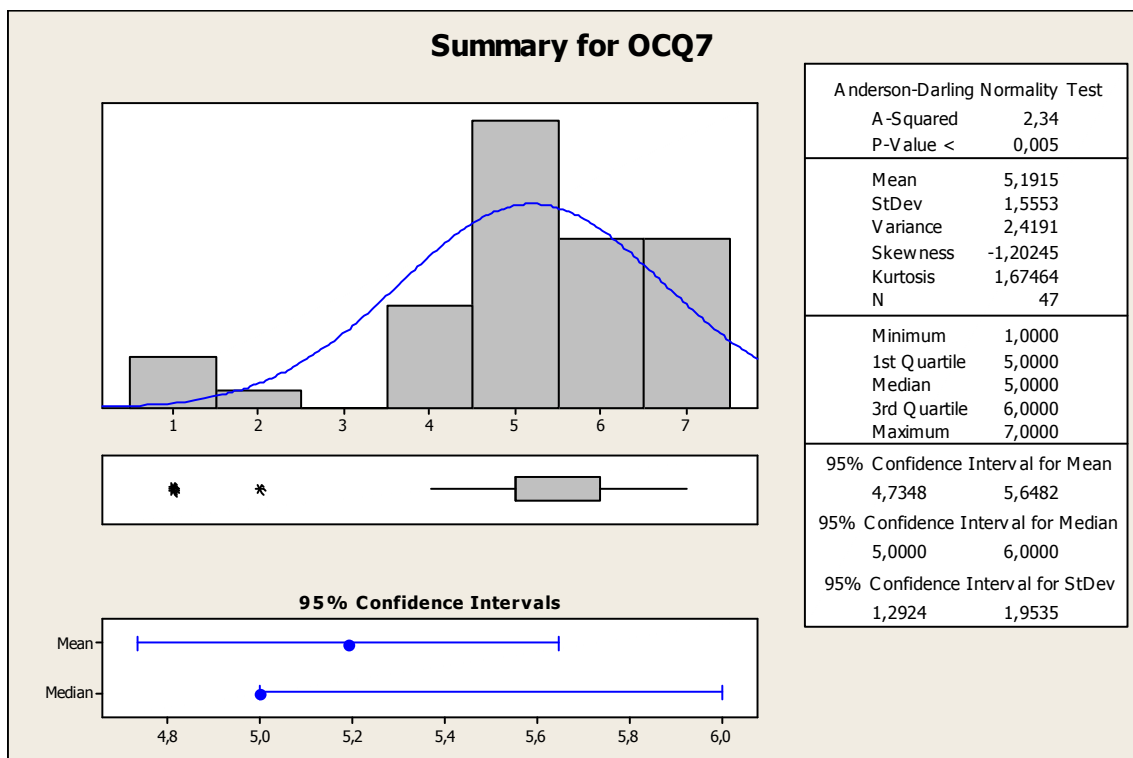 Summary for OCQ7
1 2 3 4 5 6 7
95% Confidence Intervals
Mean
Median
4,8 5,0 5,2 5,4 5,6 5,8 6,0
Anderson-Darling Normality Test
A-Squared 2,34
P-Value < 0,005
Mean 5,1915
StDev 1,5553
Variance 2,4191
Skewness -1,20245
Kurtosis 1,67464
N 47
Minimum 1,0000
1st Quartile 5,0000
Median 5,0000
3rd Quartile 6,0000
Maximum 7,0000
95% Confidence Interval for Mean
4,7348 5,6482
95% Confidence Interval for Median
5,0000 6,0000
95% Confidence Interval for StDev
1,2924 1,9535